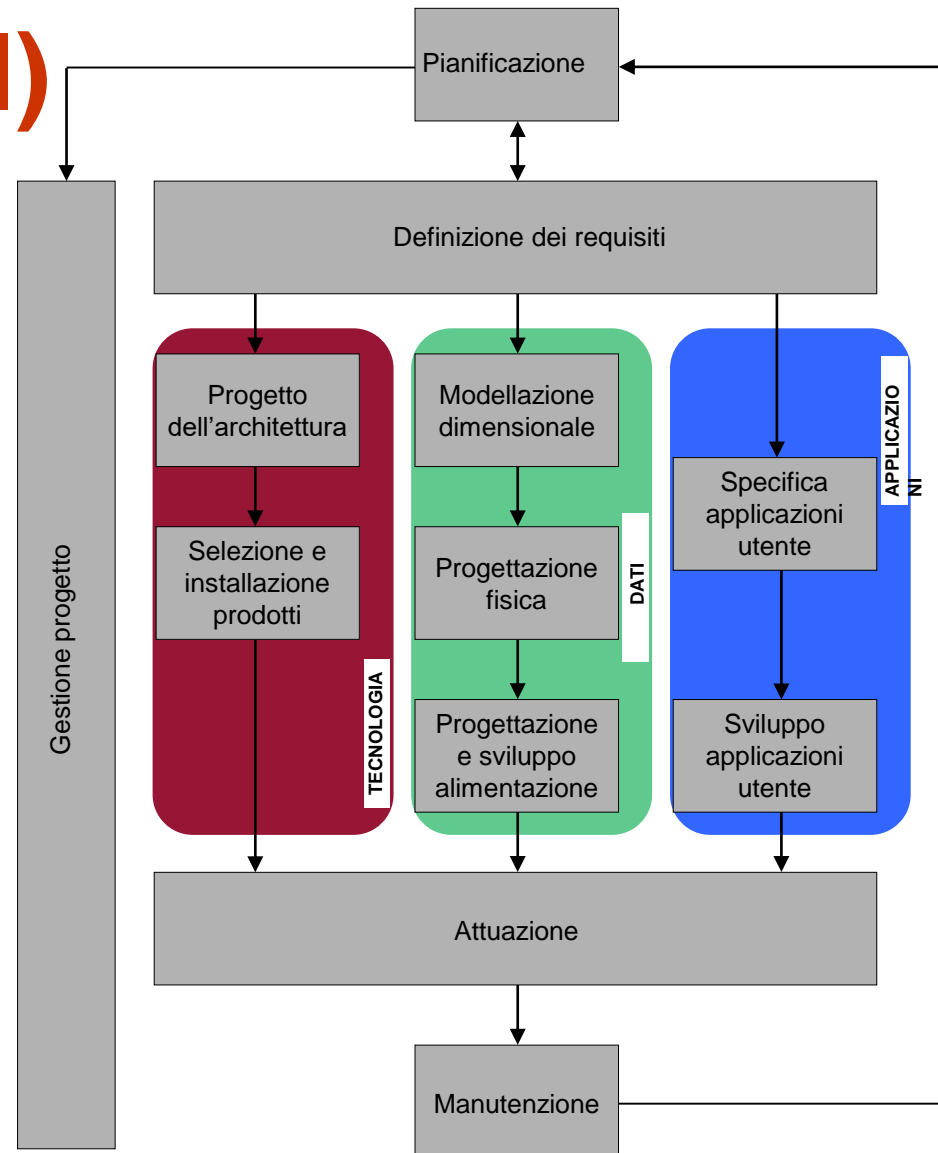 )
Pianificazione
Gestione progetto
Definizione dei requisiti
Progetto
dell’architettura
Selezione e
installazione
prodotti
TECNOLOGIA
Modellazione
dimensionale
Progettazione
fisica
Progettazione
e sviluppo
alimentazione
DATI
APPLICAZIO
NI
Specifica
applicazioni
utente
Sviluppo
applicazioni
utente
Attuazione
Manutenzione